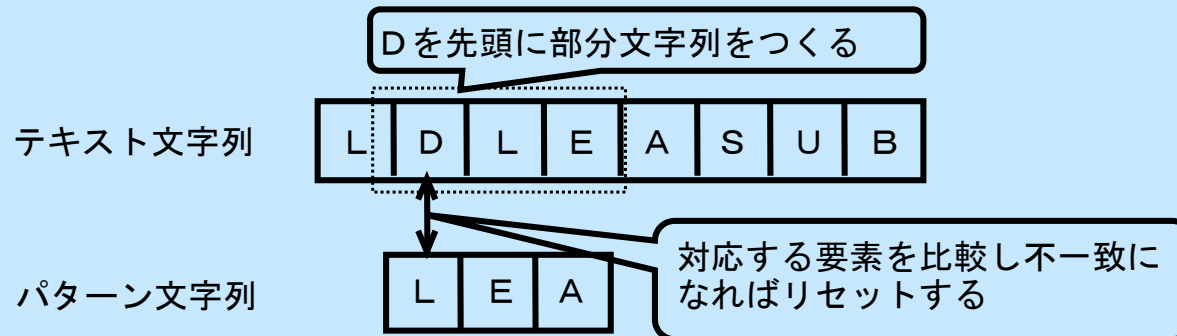 Ｄを先頭に部分文字列をつくる
テキスト文字列
Ｌ Ｄ Ｌ Ｅ Ａ Ｓ Ｕ Ｂ
対応する要素を比較し不一致に
なればリセットする
パターン文字列
Ｌ Ｅ Ａ